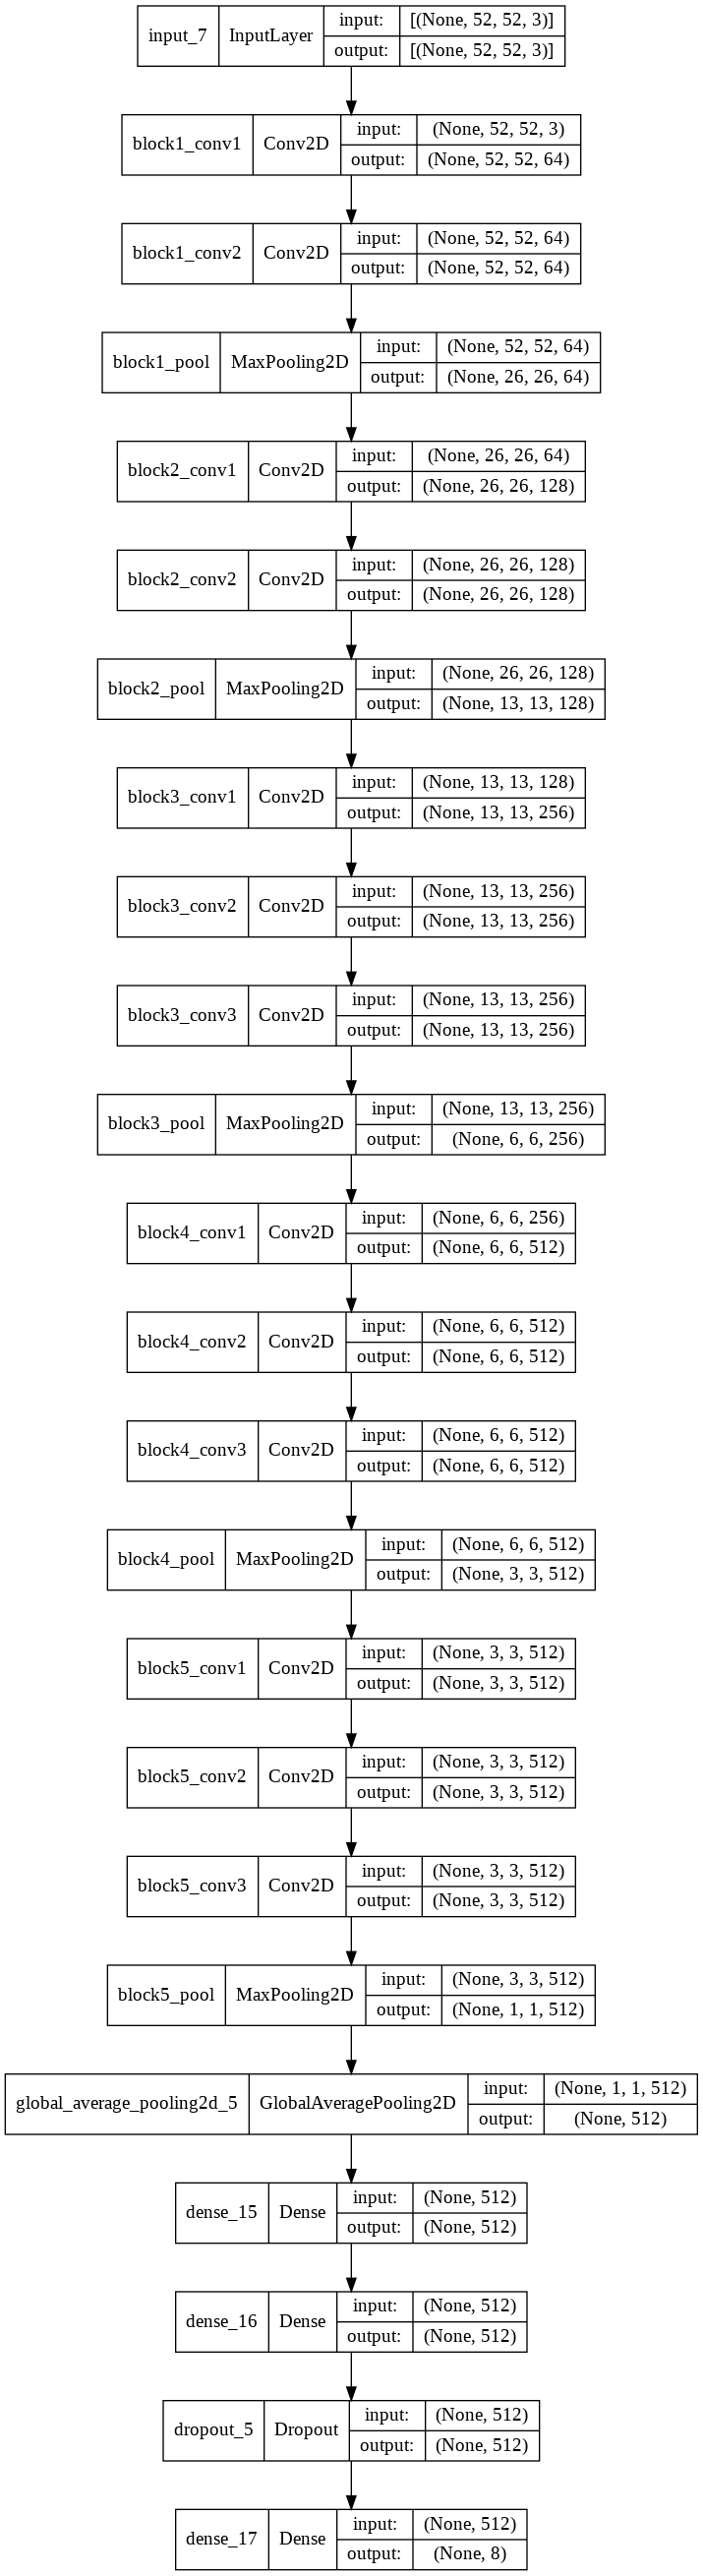 input_7 InputLayer input: [(None, 52, 52, 3)]
output: [(None, 52, 52, 3)]
block1_conv1 Conv2D input: (None, 52, 52, 3)
output: (None, 52, 52, 64)
block1_conv2 Conv2D input: (None, 52, 52, 64)
output: (None, 52, 52, 64)
block1_pool MaxPooling2D input: (None, 52, 52, 64)
output: (None, 26, 26, 64)
block2_conv1 Conv2D input: (None, 26, 26, 64)
output: (None, 26, 26, 128)
block2_conv2 Conv2D input: (None, 26, 26, 128)
output: (None, 26, 26, 128)
block2_pool MaxPooling2D input: (None, 26, 26, 128)
output: (None, 13, 13, 128)
block3_conv1 Conv2D input: (None, 13, 13, 128)
output: (None, 13, 13, 256)
block3_conv2 Conv2D input: (None, 13, 13, 256)
output: (None, 13, 13, 256)
block3_conv3 Conv2D input: (None, 13, 13, 256)
output: (None, 13, 13, 256)
block3_pool MaxPooling2D input: (None, 13, 13, 256)
output: (None, 6, 6, 256)
block4_conv1 Conv2D input: (None, 6, 6, 256)
output: (None, 6, 6, 512)
block4_conv2 Conv2D input: (None, 6, 6, 512)
output: (None, 6, 6, 512)
block4_conv3 Conv2D input: (None, 6, 6, 512)
output: (None, 6, 6, 512)
block4_pool MaxPooling2D input: (None, 6, 6, 512)
output: (None, 3, 3, 512)
block5_conv1 Conv2D input: (None, 3, 3, 512)
output: (None, 3, 3, 512)
block5_conv2 Conv2D input: (None, 3, 3, 512)
output: (None, 3, 3, 512)
block5_conv3 Conv2D input: (None, 3, 3, 512)
output: (None, 3, 3, 512)
block5_pool MaxPooling2D input: (None, 3, 3, 512)
output: (None, 1, 1, 512)
global_average_pooling2d_5 GlobalAveragePooling2D input: (None, 1, 1, 512)
output: (None, 512)
dense_15 Dense input: (None, 512)
output: (None, 512)
dense_16 Dense input: (None, 512)
output: (None, 512)
dropout_5 Dropout input: (None, 512)
output: (None, 512)
dense_17 Dense input: (None, 512)
output: (None, 8)